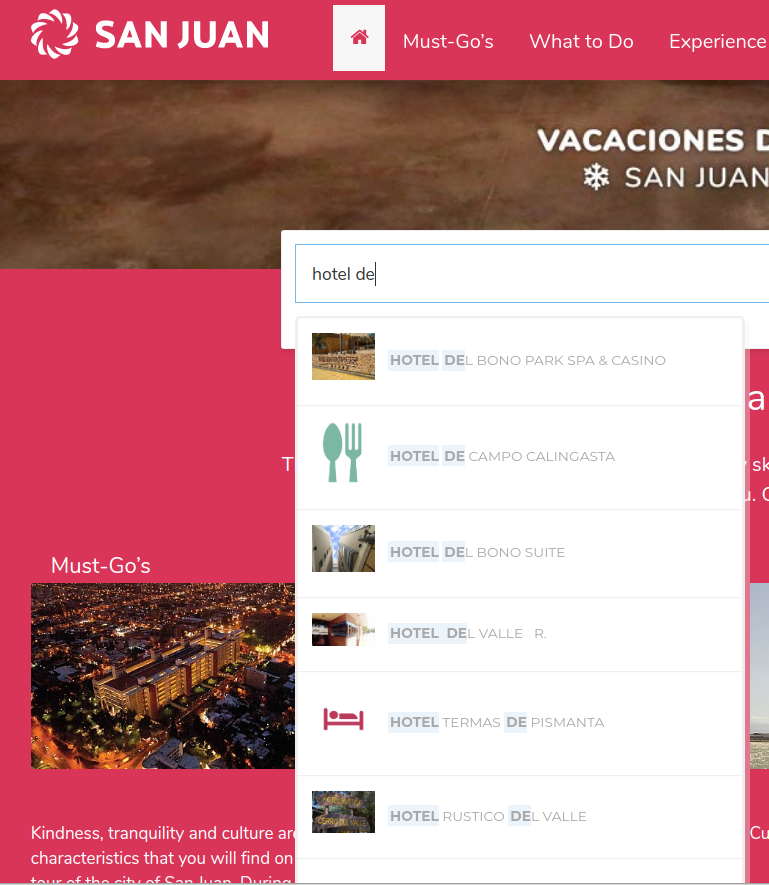 SAN JUAN
Must-Go’s What to Do Experience
VACACIONES D
SAN JUAN
hotel de
HOTEL DEL BONO PARK SPA & CASINO
HOTEL DE CAMPO CALINGASTA
HOTEL DEL BONO SUITE
HOTEL DEL VALLE R.
HOTEL TERMAS DE PISMANTA
HOTEL RUSTICO DEL VALLE
a
T
sk
u. C
Must-Go’s
Kindness, tranquility and culture are
Cu
characteristics that you will find on
tour of the city of San Juan. During